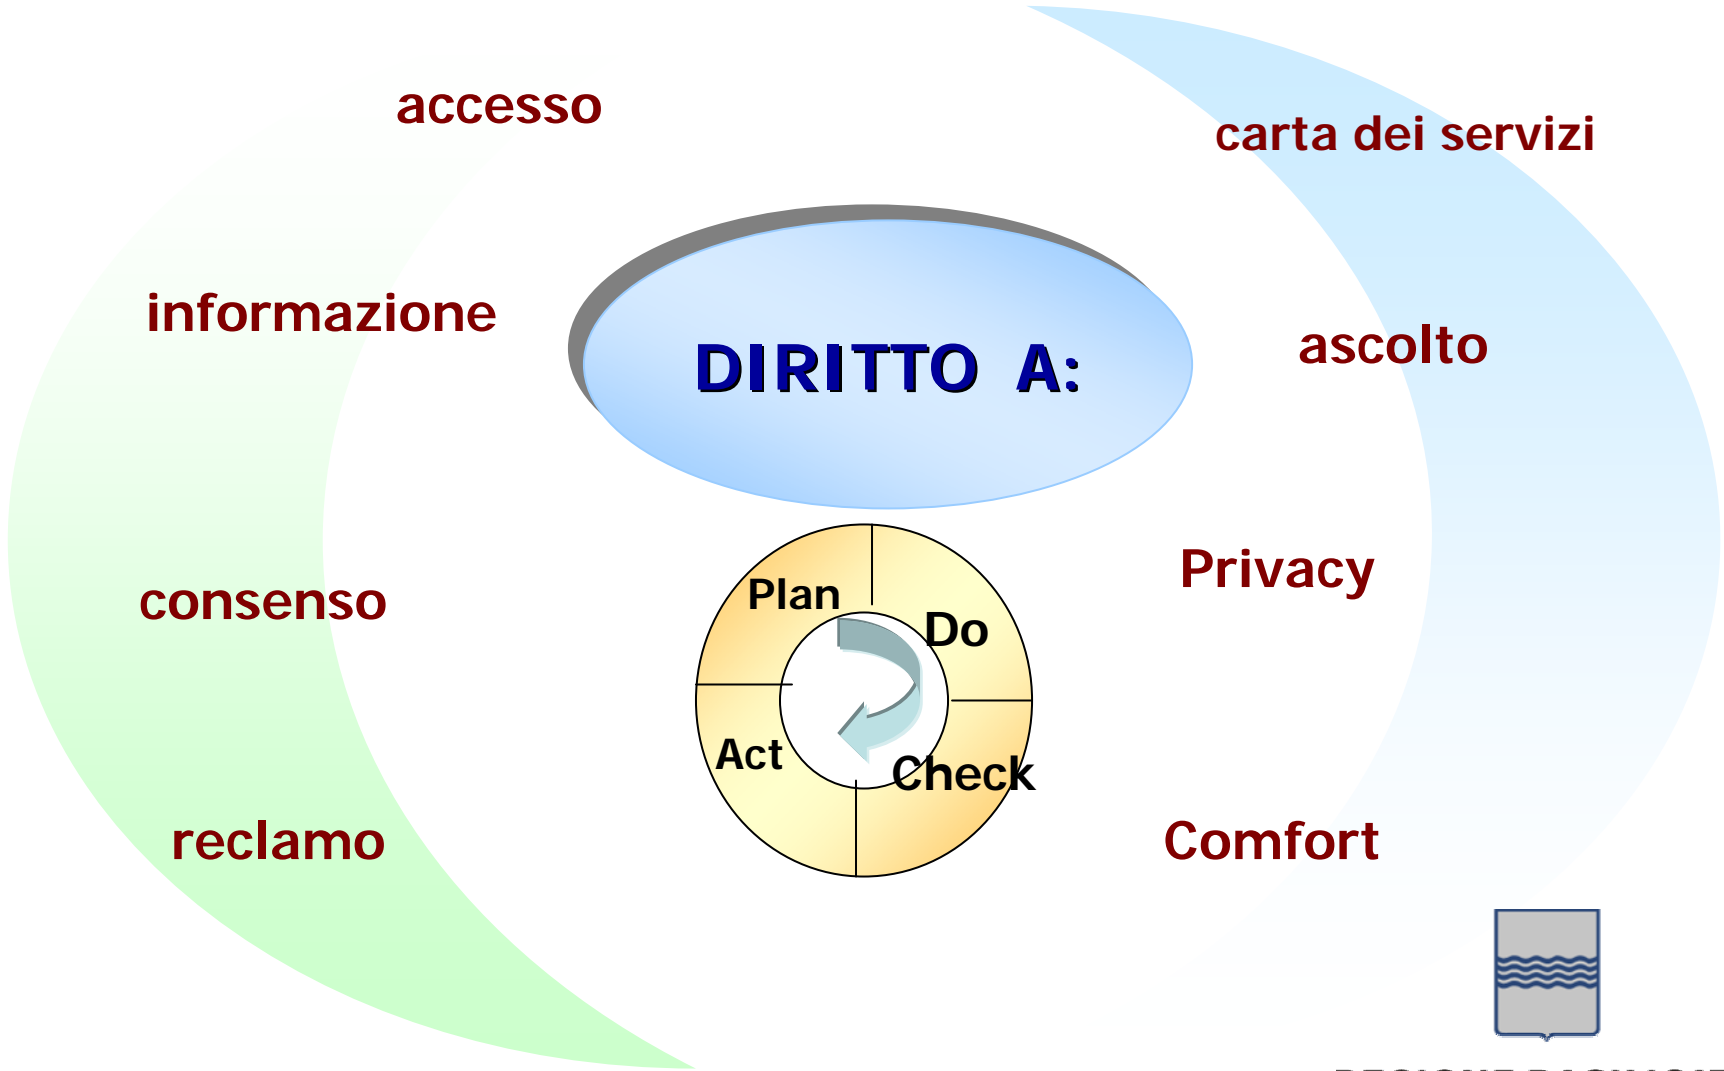 accesso
carta dei servizi
informazione
DIRITTO A:
ascolto
Privacy
Plan
Do
consenso
Act
Check
reclamo
Comfort